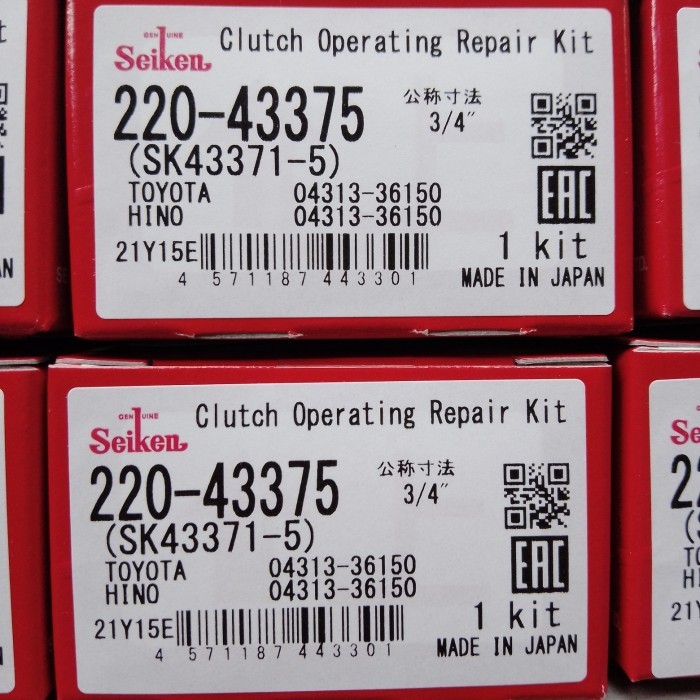 GENUINE
Seiken
Clutch Operating Repair Kit
220-43375
公称寸法
3/4″
(SK43371-5)
TOYOTA 04313-36150
HINO 04313-36150
EAC
21Y15E
1 kit
4 571187 443301
MADE IN JAPAN
GENUINE
Seiken
Clutch Operating Repair Kit
220-43375
公称寸法
3/4″
(SK43371-5)
TOYOTA 04313-36150
HINO 04313-36150
EAC
21Y15E
1 kit
4 571187 443301
MADE IN JAPAN